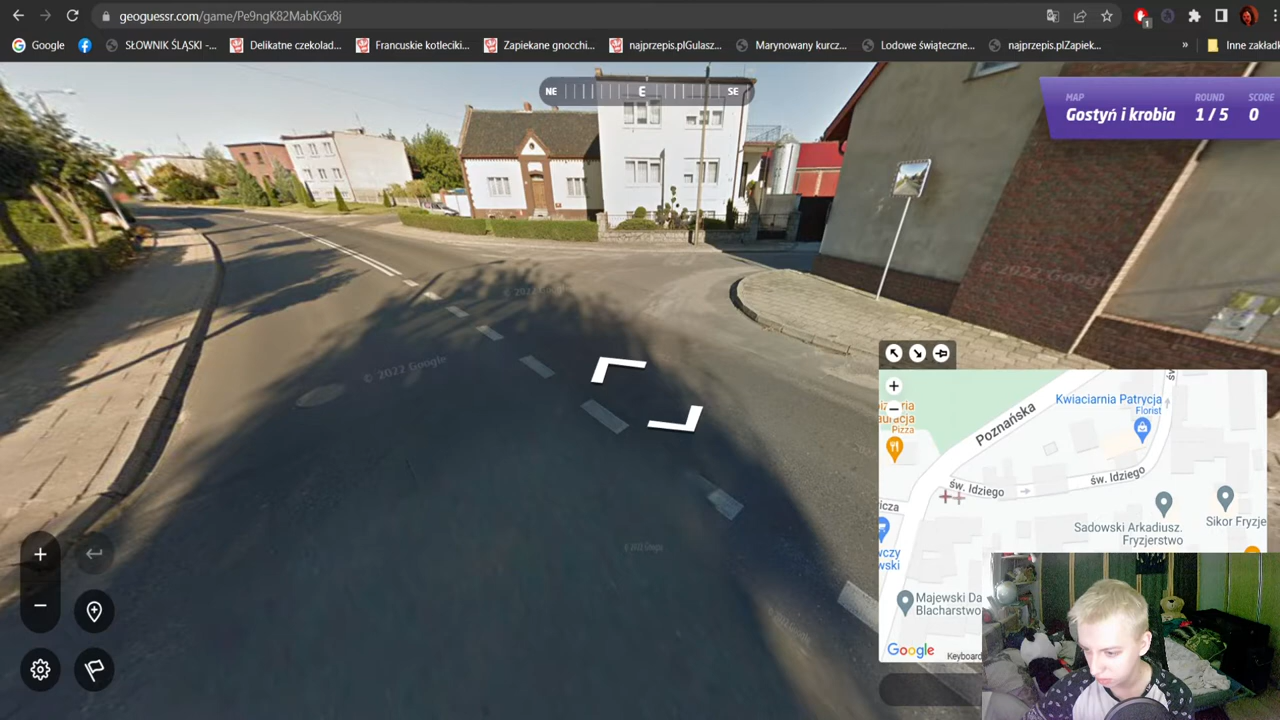 geoguessr.com/game/Pe9ngK82MabKGx8j
1
Google
SŁOWNIK ŚLĄSKI -...
Delikatne czekolad...
Francuskie kotleciki...
Zapiekane gnocchi...
najprzepis.plGulasz...
Marynowany kurcz...
Lodowe świąteczne...
najprzepis.plZapiek...
»
Inne zakład
NE E SE
MAP ROUND SCORE
Gostyń i krobia 1 / 5 0
© 2022 Google
© 2022 Google
© 2022 Google
Poznańska
Kwiaciarnia Patrycja
Florist
Pizza
św. Idziego
św. Idziego
Sadowski Arkadiusz.
Fryzjerstwo
Sikor Fryzje
Majewski Da
Blacharstwo
Google
Keyboard